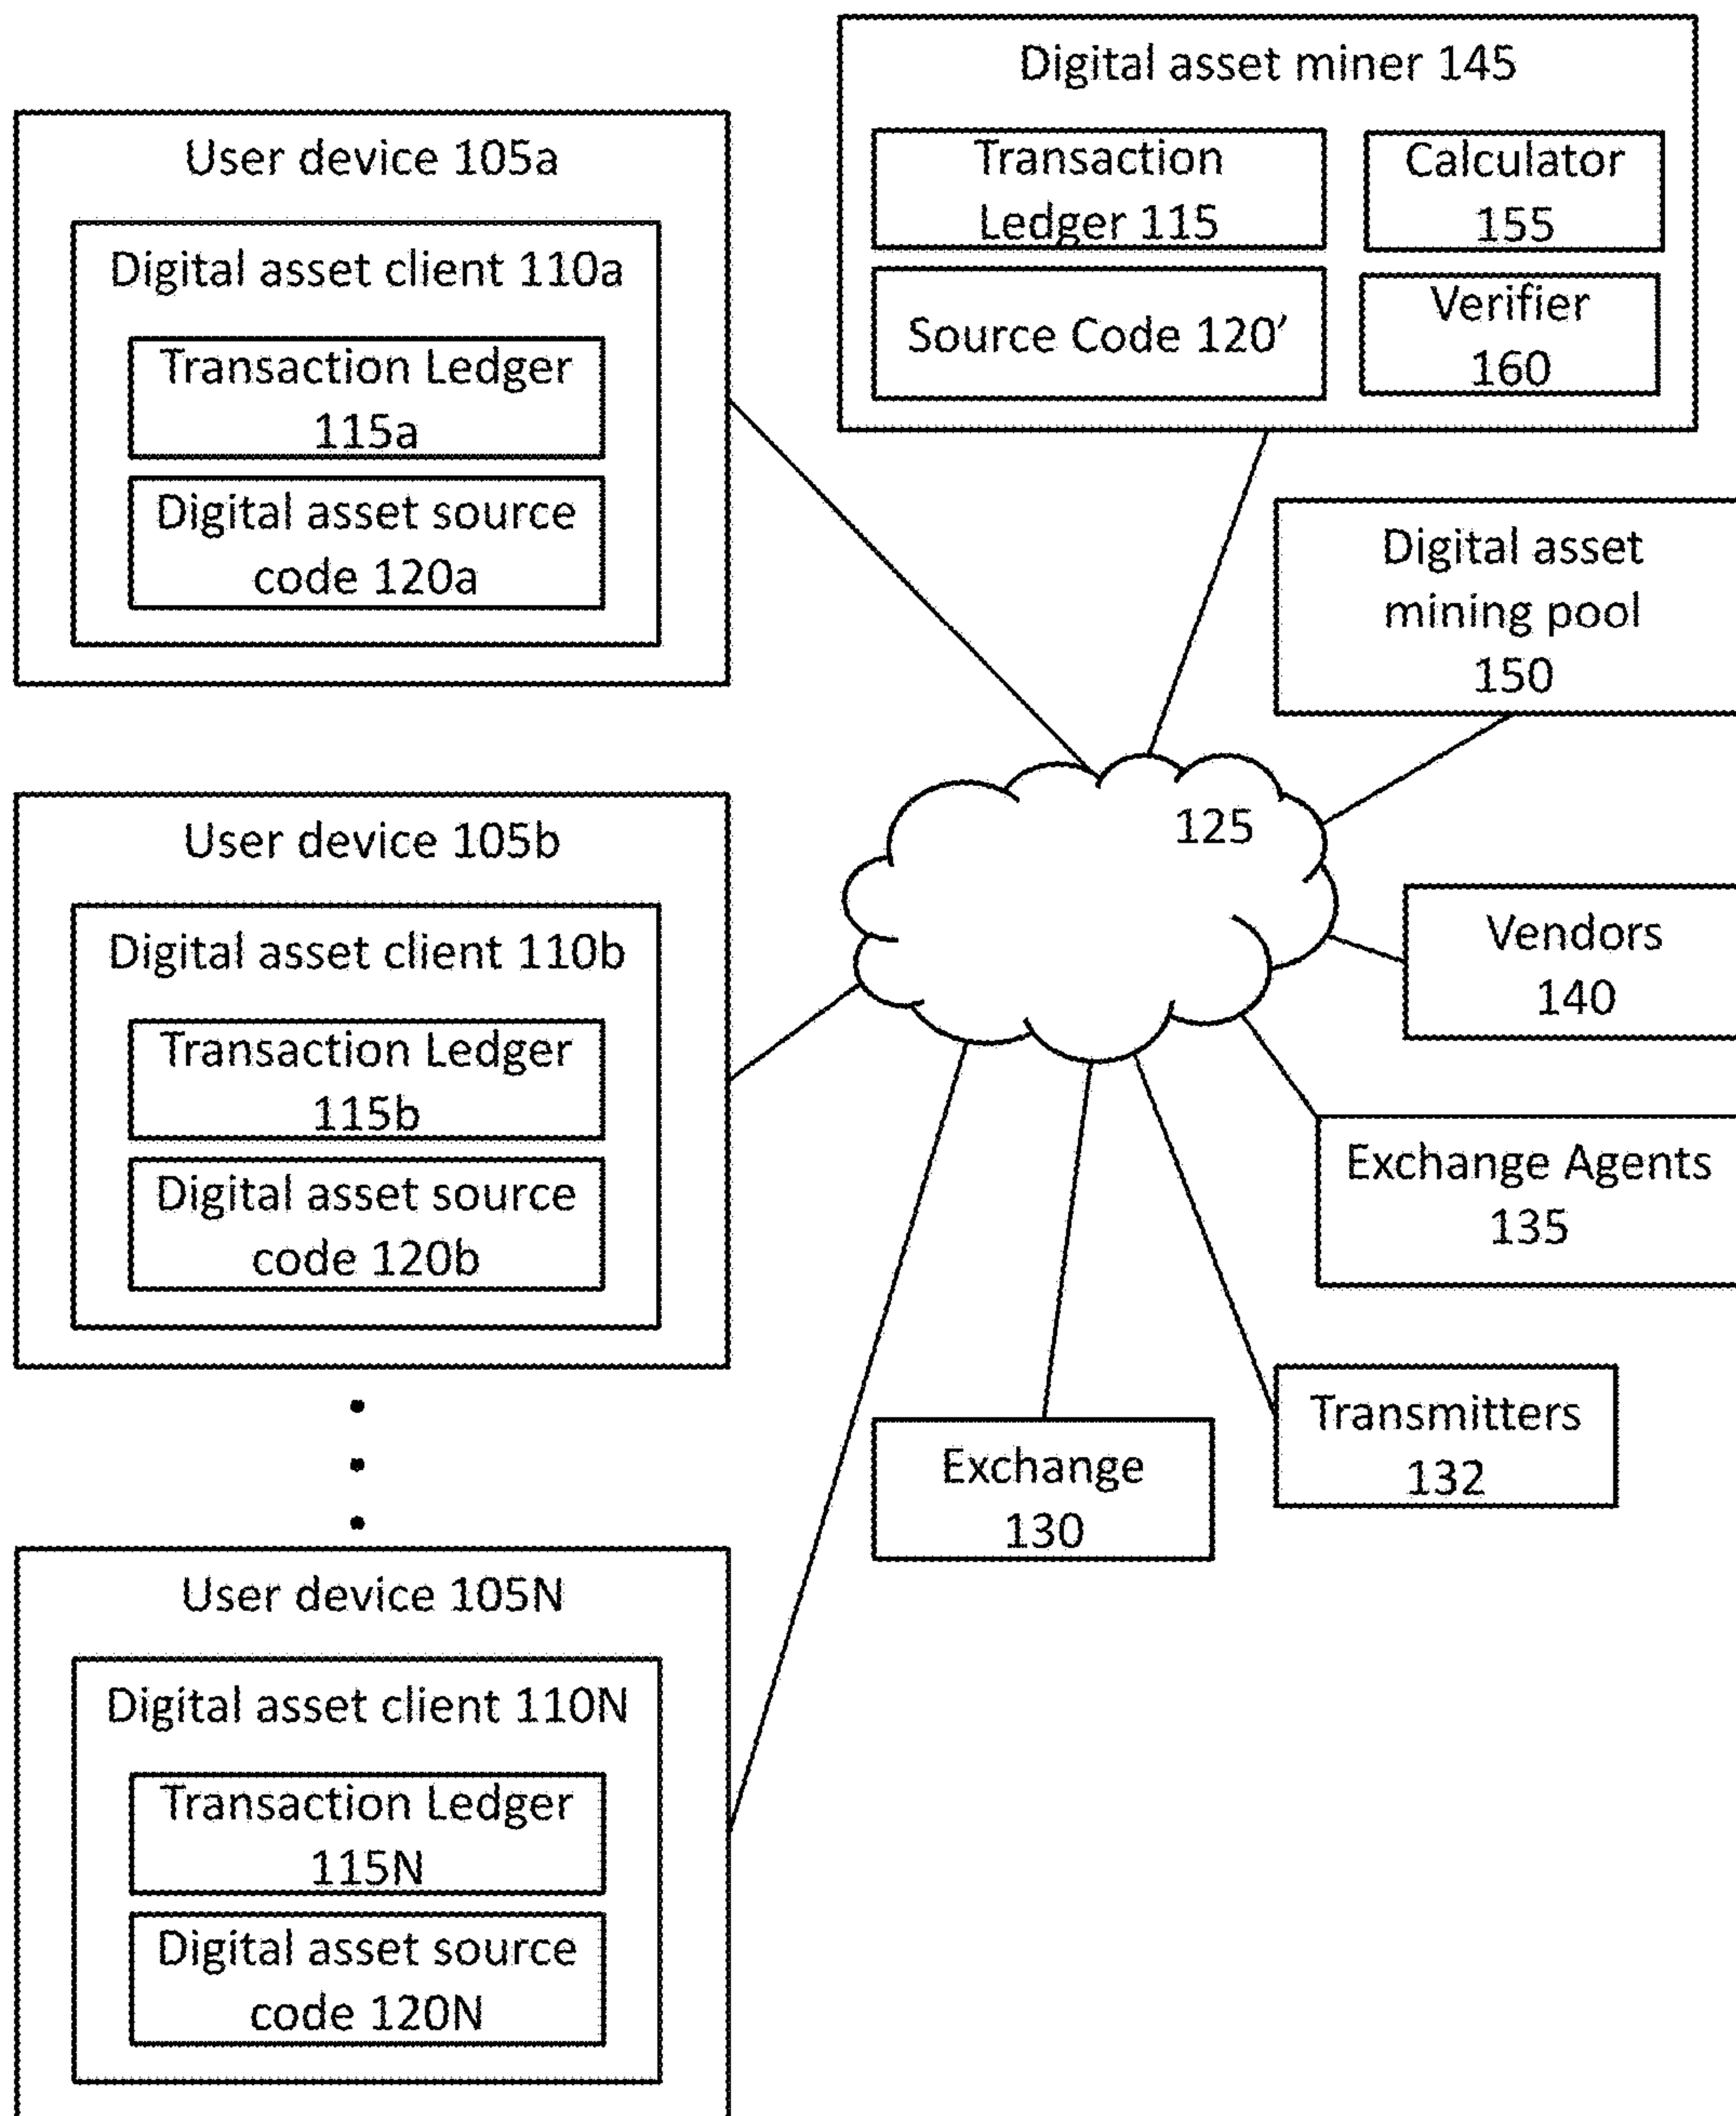 User device 105a
Digital asset client 110a
Transaction Ledger
115a
Digital asset source
code 120a
Digital asset miner 145
Transaction
Ledger 115
Calculator
155
Source Code 120’
Verifier
160
Digital asset
mining pool
150
125
User device 105b
Digital asset client 110b
Transaction Ledger
115b
Digital asset source
code 120b
Vendors
140
Exchange Agents
135
Transmitters
132
Exchange
130
User device 105N
Digital asset client 110N
Transaction Ledger
115N
Digital asset source
code 120N